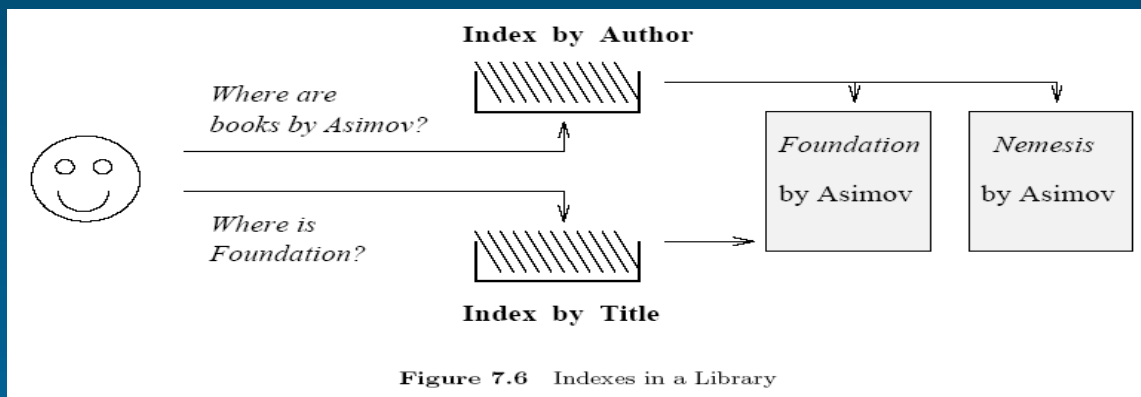 Index by Author
Where are
books by Asimov?
Foundation
by Asimov
Nemesis
by Asimov
Where is
Foundation?
Index by Title
Figure 7.6 Indexes in a Library